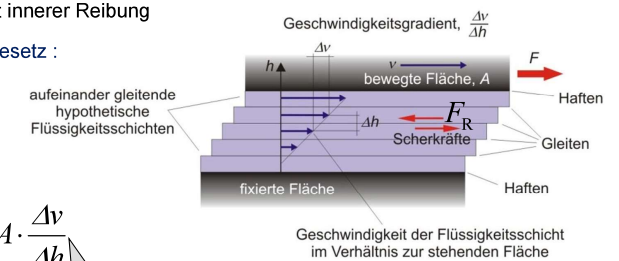 t innerer Reibung
Geschwindigkeitsgradient, Δv/Δh
esetz :
Δv
h
v
bewegte Fläche, A
F
aufeinander gleitende
hypothetische
Flüssigkeitsschichten
Haften
Δh
F_R
Scherkräfte
Gleiten
fixierte Fläche
Haften
A · Δv/Δh
Geschwindigkeit der Flüssigkeitsschicht
im Verhältnis zur stehenden Fläche